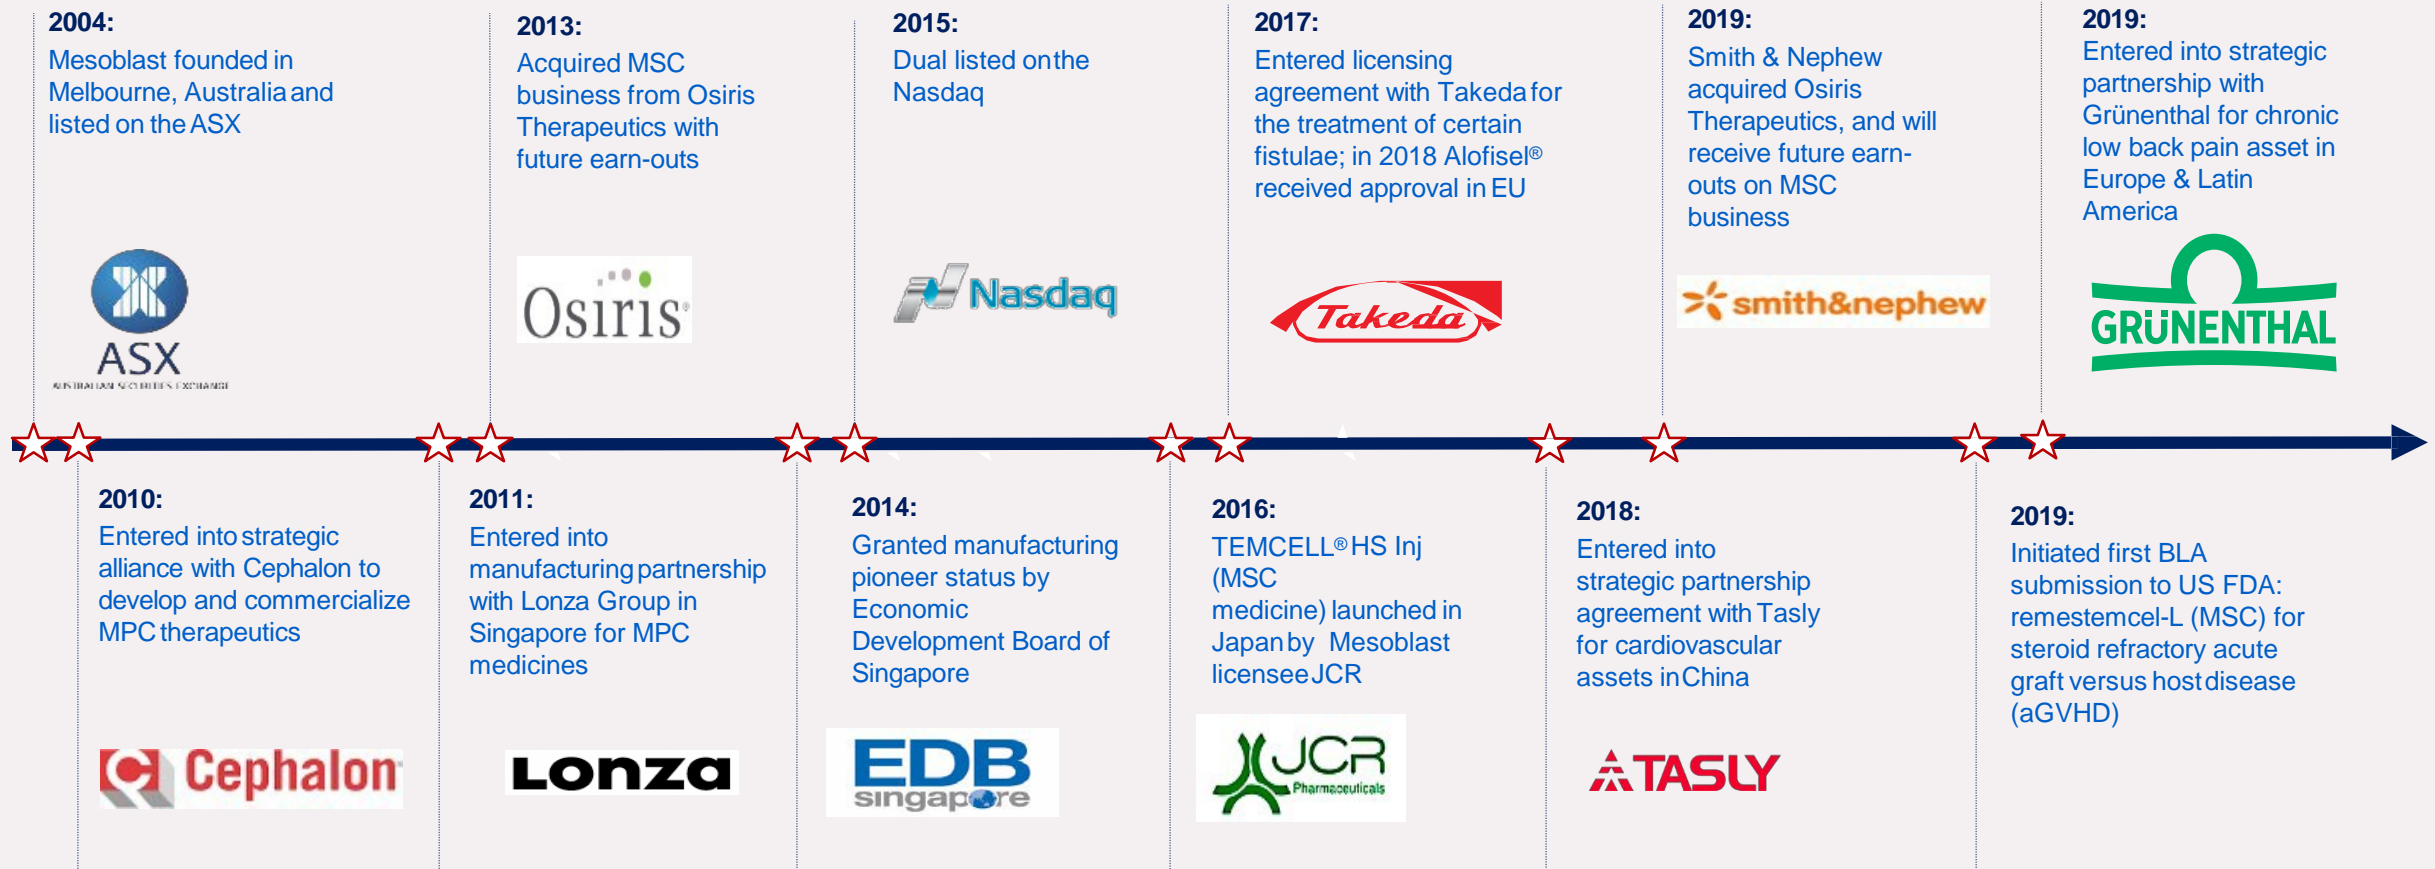 2004:
Mesoblast founded in
Melbourne, Australia and
listed on the ASX
ASX
AUSTRALIAN SECURITIES EXCHANGE
2013:
Acquired MSC
business from Osiris
Therapeutics with
future earn-outs
Osiris®
2015:
Dual listed on the
Nasdaq
Nasdaq
2017:
Entered licensing
agreement with Takeda for
the treatment of certain
fistulae; in 2018 Alofisel®
received approval in EU
Takeda
2019:
Smith & Nephew
acquired Osiris
Therapeutics, and will
receive future earn-
outs on MSC
business
smith&nephew
2019:
Entered into strategic
partnership with
Grünenthal for chronic
low back pain asset in
Europe & Latin
America
GRÜNENTHAL
2010:
Entered into strategic
alliance with Cephalon to
develop and commercialize
MPC therapeutics
Cephalon
2011:
Entered into
manufacturing partnership
with Lonza Group in
Singapore for MPC
medicines
Lonza
2014:
Granted manufacturing
pioneer status by
Economic
Development Board of
Singapore
EDB
singapore
2016:
TEMCELL® HS Inj
(MSC
medicine) launched in
Japan by Mesoblast
licensee JCR
JCR
Pharmaceuticals
2018:
Entered into
strategic partnership
agreement with Tasly
for cardiovascular
assets in China
TASLY
2019:
Initiated first BLA
submission to US FDA:
remestemcel-L (MSC) for
steroid refractory acute
graft versus host disease
(aGVHD)